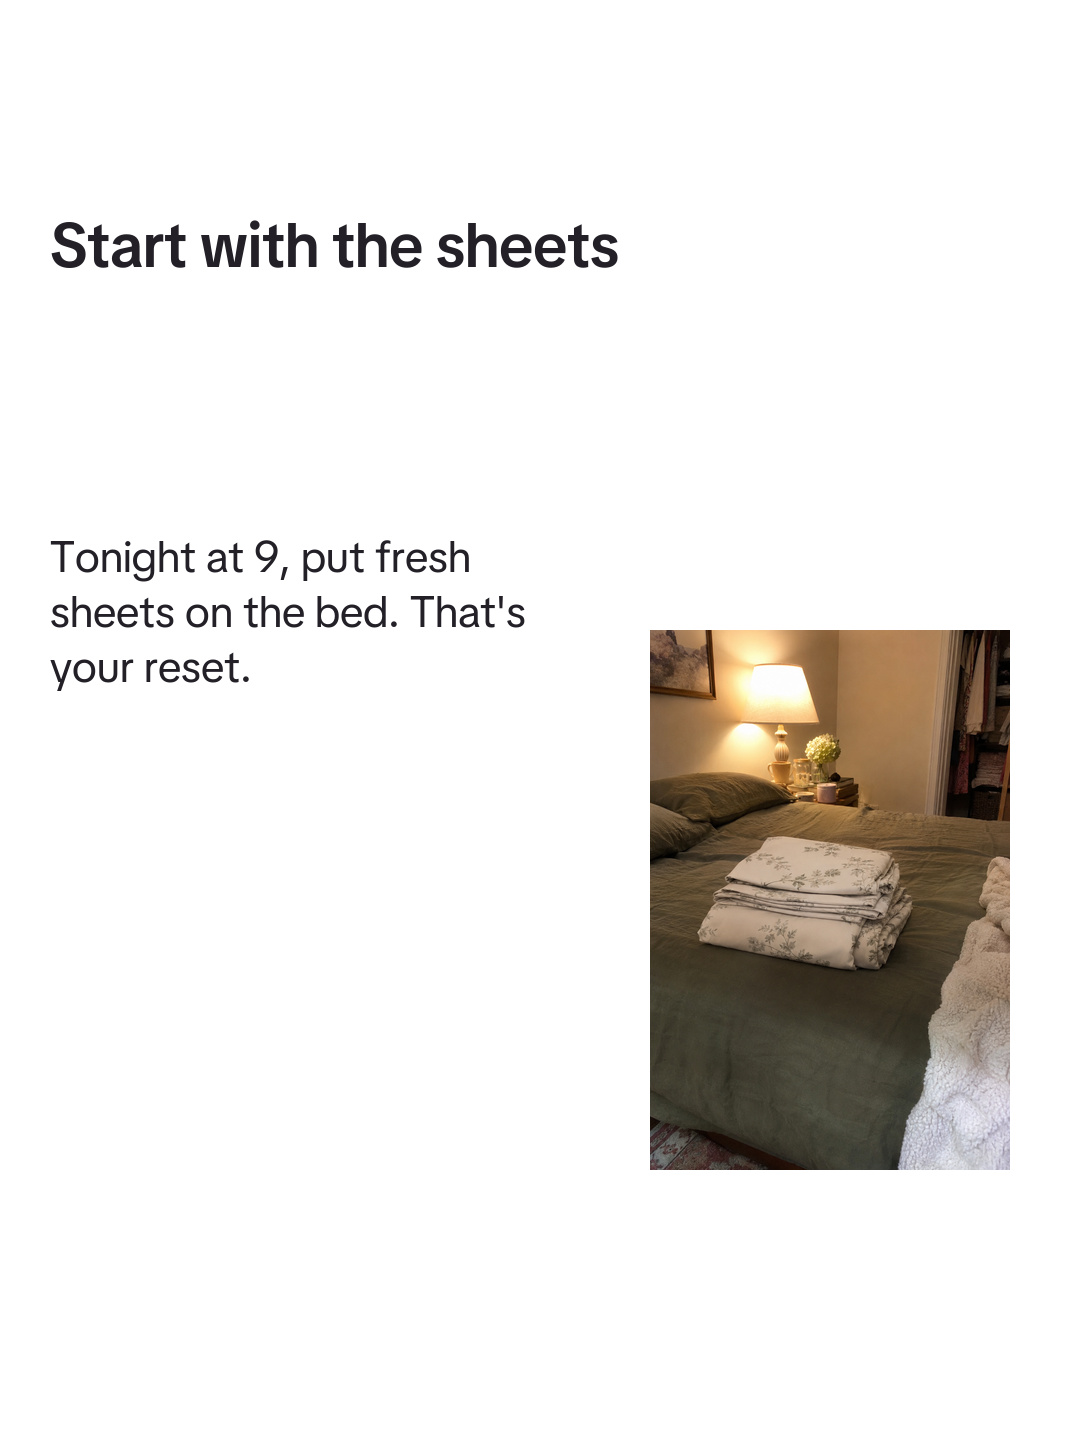 Start with the sheets
Tonight at 9, put fresh
sheets on the bed. That's
your reset.